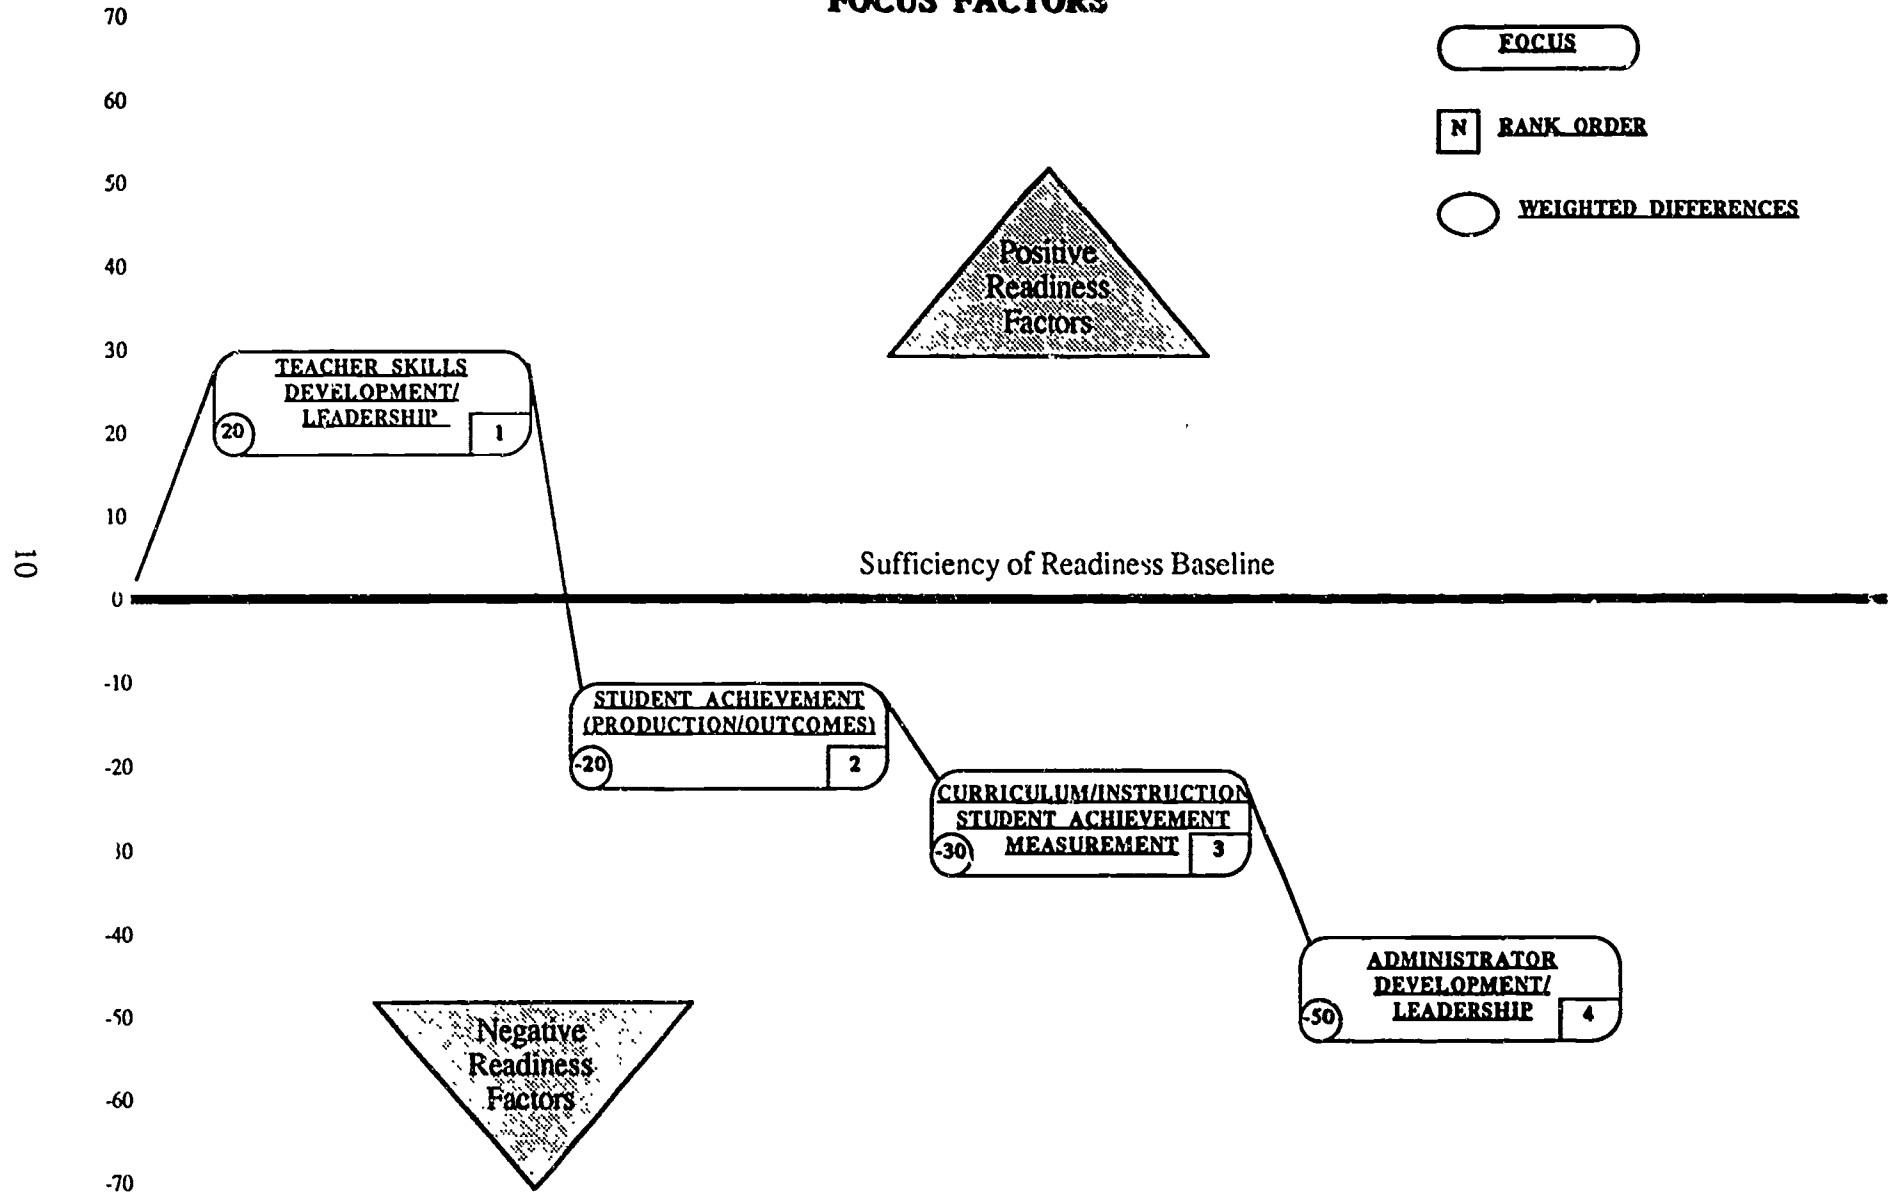 FOCUS FACTORS
70
60
50
40
30
20
10
0
-10
-20
30
-40
-50
-60
-70
10
FOCUS
N RANK ORDER
WEIGHTED DIFFERENCES
Positive
Readiness
Factors
TEACHER SKILLS
DEVELOPMENT/
LEADERSHIP
20
1
Sufficiency of Readiness Baseline
STUDENT ACHIEVEMENT
(PRODUCTION/OUTCOMES)
-20
2
CURRICULUM/INSTRUCTION
STUDENT ACHIEVEMENT
MEASUREMENT
-30
3
ADMINISTRATOR
DEVELOPMENT/
LEADERSHIP
-50
4
Negative
Readiness
Factors